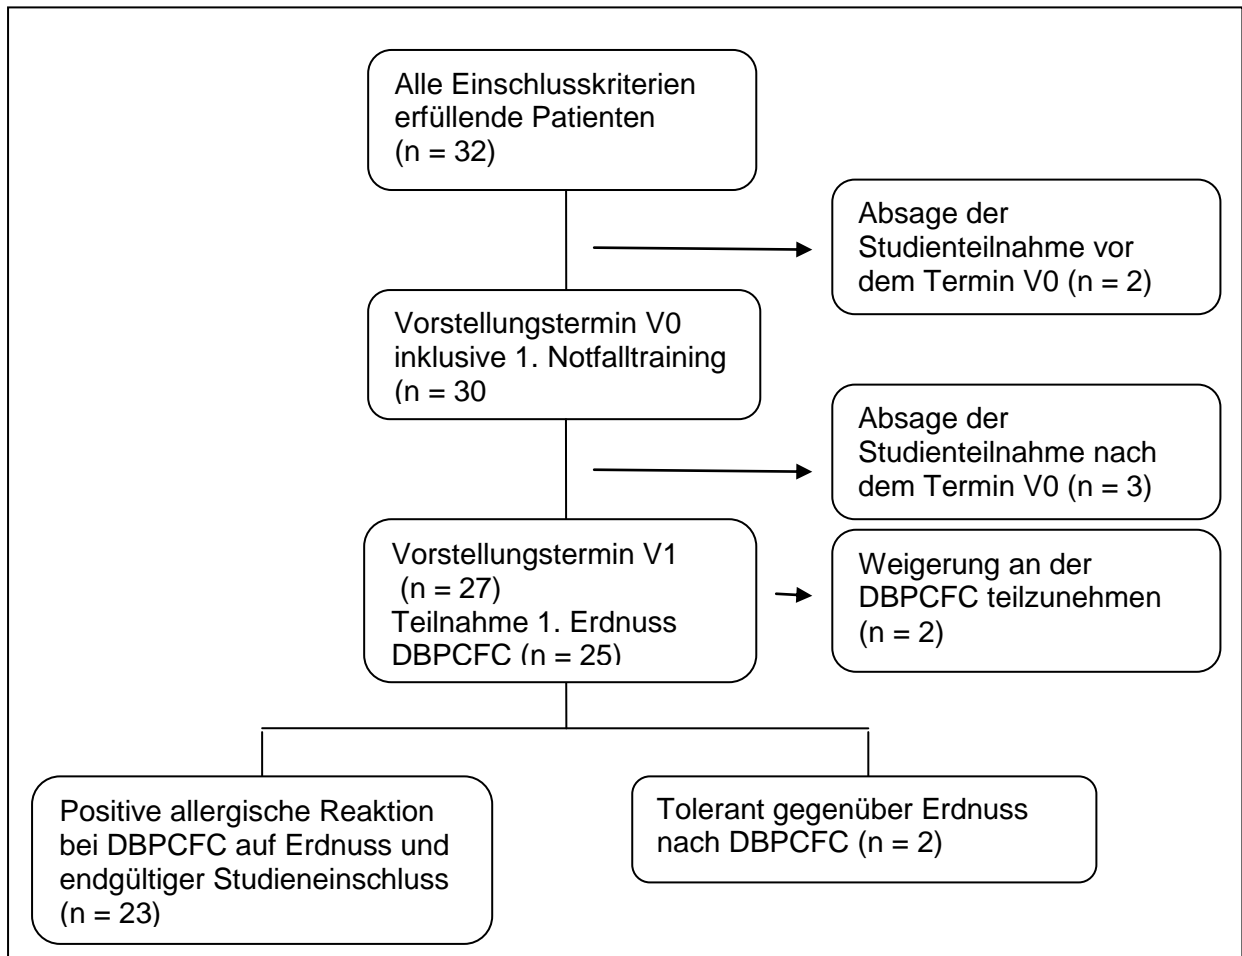 Alle Einschlusskriterien
erfüllende Patienten
(n = 32)
Absage der
Studienteilnahme vor
dem Termin V0 (n = 2)
Vorstellungstermin V0
inklusive 1. Notfalltraining
(n = 30
Absage der
Studienteilnahme nach
dem Termin V0 (n = 3)
Vorstellungstermin V1
(n = 27)
Teilnahme 1. Erdnuss
DBPCFC (n = 25)
Weigerung an der
DBPCFC teilzunehmen
(n = 2)
Positive allergische Reaktion
bei DBPCFC auf Erdnuss und
endgültiger Studieneinschluss
(n = 23)
Tolerant gegenüber Erdnuss
nach DBPCFC (n = 2)